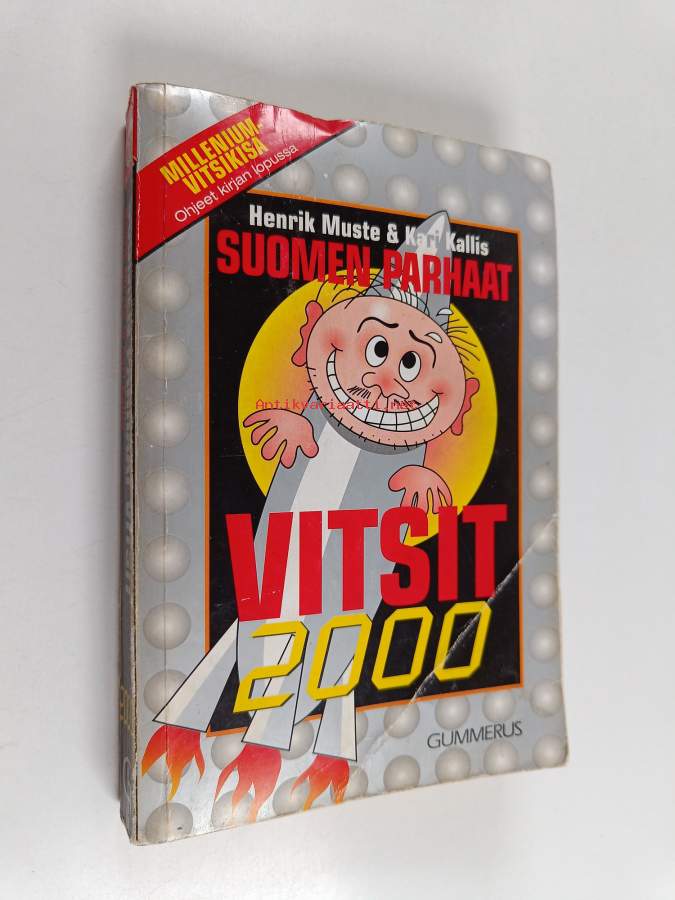 MILLENIUM-
VITSIKISA
Ohjeet kirjan lopussa
Henrik Muste & Kari Kallis
SUOMEN PARHAAT
Antikvariaatti.net
VITSIT
2000
GUMMERUS